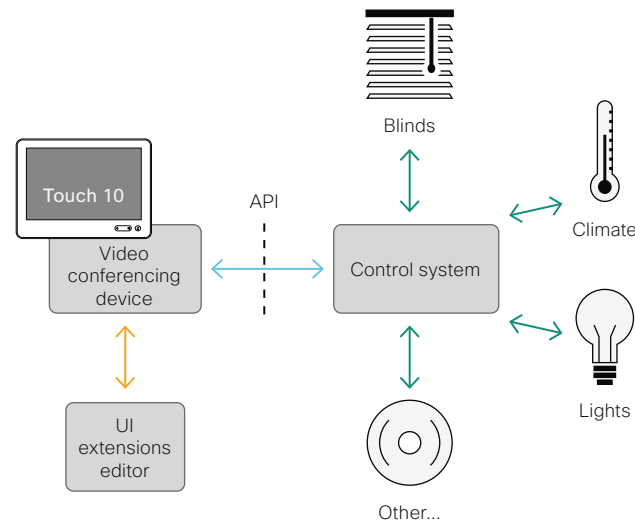 Blinds
Touch 10
API
Climate
Video
conferencing
device
Control system
UI
extensions
editor
Lights
Other...